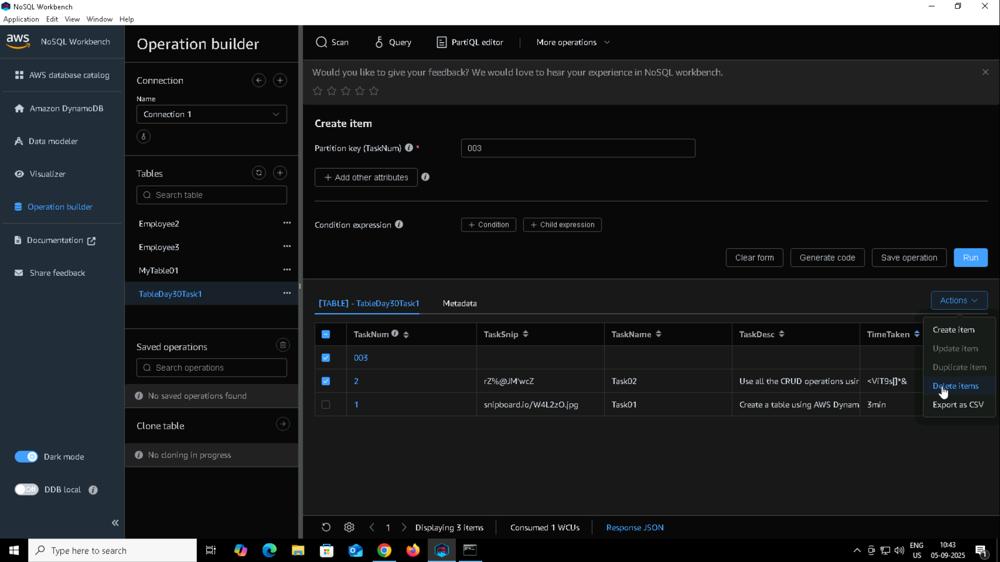 NoSQL Workbench
Application Edit View Window Help
aws NoSQL Workbench
AWS database catalog
Amazon DynamoDB
Data modeler
Visualizer
Operation builder
Documentation
Share feedback
Dark mode
Off DDB local
Operation builder
Connection
Name
Connection 1
Tables
Search table
Employee2
Employee3
MyTable01
TableDay30Task1
Saved operations
Search operations
No saved operations found
Clone table
No cloning in progress
Scan Query PartiQL editor More operations
Would you like to give your feedback? We would love to hear your experience in NoSQL workbench.
Create item
Partition key (TaskNum) * 003
+ Add other attributes
Condition expression + Condition + Child expression
Clear form Generate code Save operation Run
[TABLE] - TableDay30Task1 Metadata Actions
TaskNum TaskSnip TaskName TaskDesc TimeTaken
003
2 rZ%@JM'wcZ Task02 Use all the CRUD operations usir <ViT9s|]*&
1 snipboard.io/W4L2zO.jpg Task01 Create a table using AWS Dynam 3min
Create item
Update item
Duplicate item
Delete items
Export as CSV
1 Displaying 3 items Consumed 1 WCUs Response JSON
Type here to search
ENG
US
10:43
05-09-2025
1